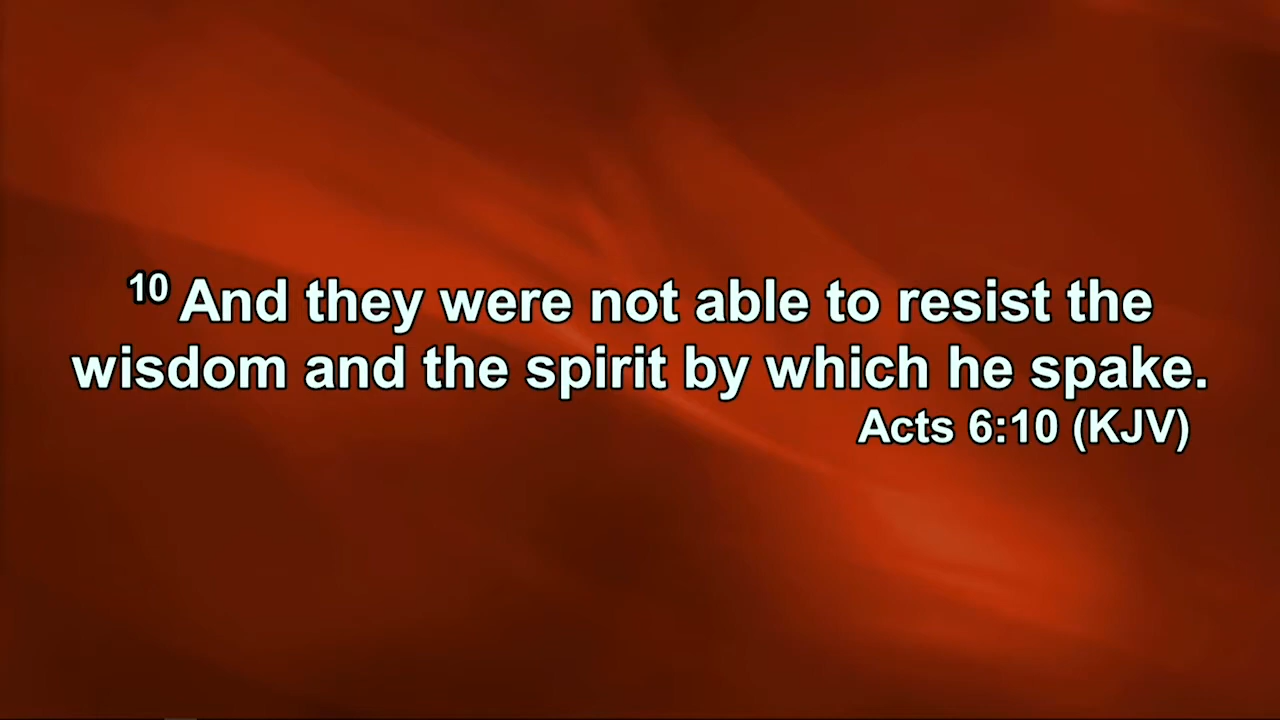 10 And they were not able to resist the
wisdom and the spirit by which he spake.
Acts 6:10 (KJV)